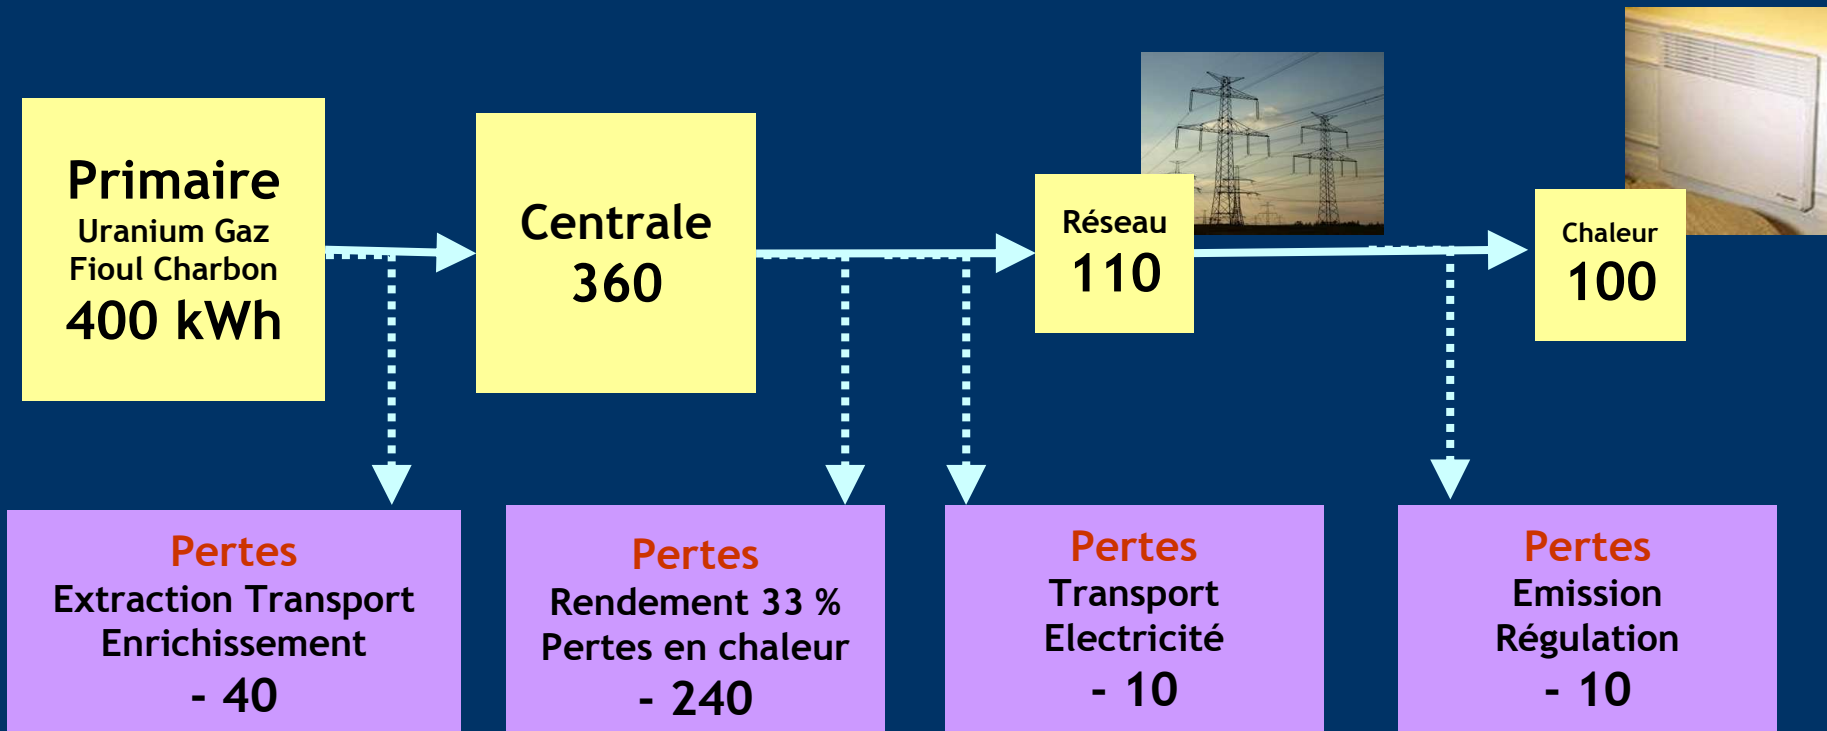 Primaire
Uranium Gaz
Fioul Charbon
400 kWh
Centrale
360
Réseau
110
Chaleur
100
Pertes
Extraction Transport
Enrichissement
- 40
Pertes
Rendement 33 %
Pertes en chaleur
- 240
Pertes
Transport
Electricité
- 10
Pertes
Emission
Régulation
- 10